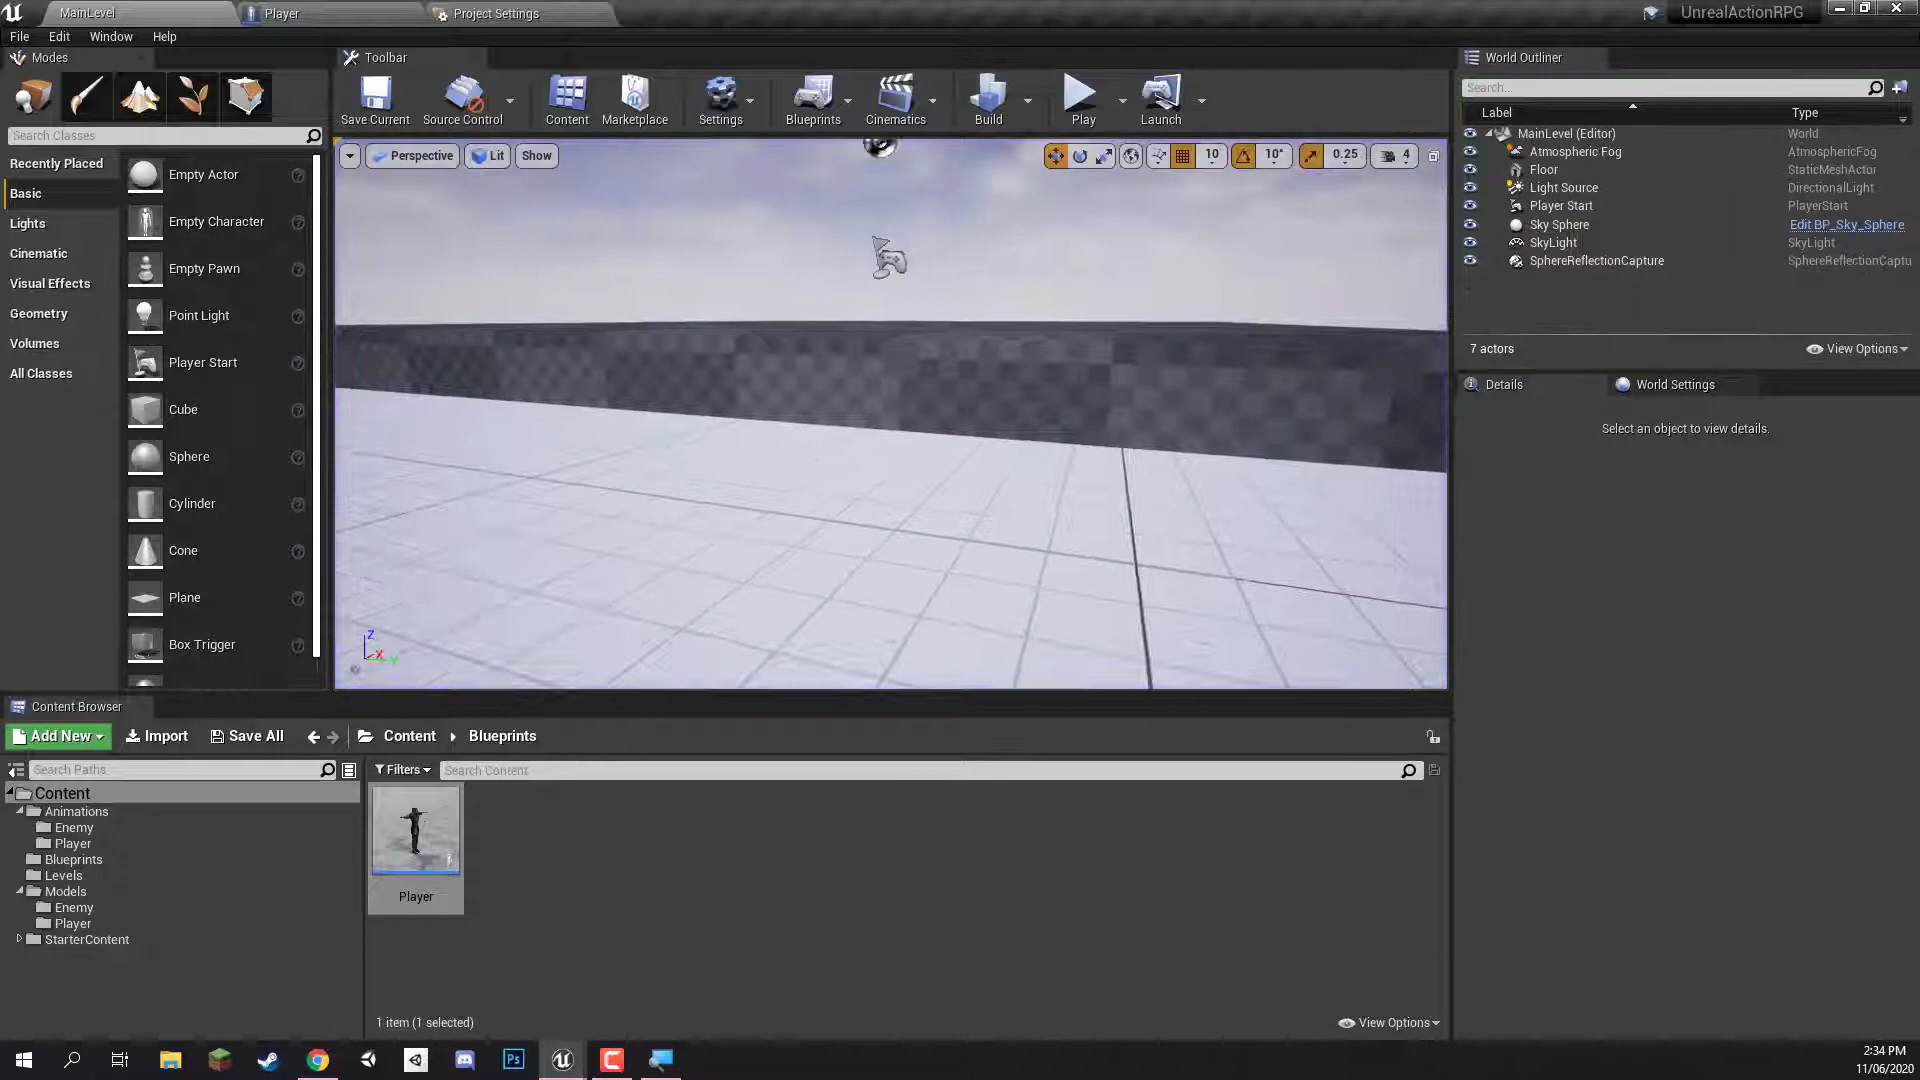 MainLevel
Player
Project Settings
UnrealActionRPG
File Edit Window Help
Modes
Toolbar
World Outliner
Save Current
Source Control
Content
Marketplace
Settings
Blueprints
Cinematics
Build
Play
Launch
Search...
Search Classes
Label
Type
Recently Placed
Basic
Lights
Cinematic
Visual Effects
Geometry
Volumes
All Classes
Empty Actor
Empty Character
Empty Pawn
Point Light
Player Start
Cube
Sphere
Cylinder
Cone
Plane
Box Trigger
Perspective
Lit
Show
10
10°
0.25
4
Z
X
Y
MainLevel (Editor) World
Atmospheric Fog AtmosphericFog
Floor StaticMeshActor
Light Source DirectionalLight
Player Start PlayerStart
Sky Sphere Edit BP_Sky_Sphere
SkyLight SkyLight
SphereReflectionCapture SphereReflectionCaptu
7 actors
View Options
Details
World Settings
Select an object to view details.
Content Browser
Add New
Import
Save All
Content
Blueprints
Search Paths
Filters
Search Content
Content
Animations
Enemy
Player
Blueprints
Levels
Models
Enemy
Player
StarterContent
Player
1 item (1 selected)
View Options
Ps
2:34 PM
11/06/2020